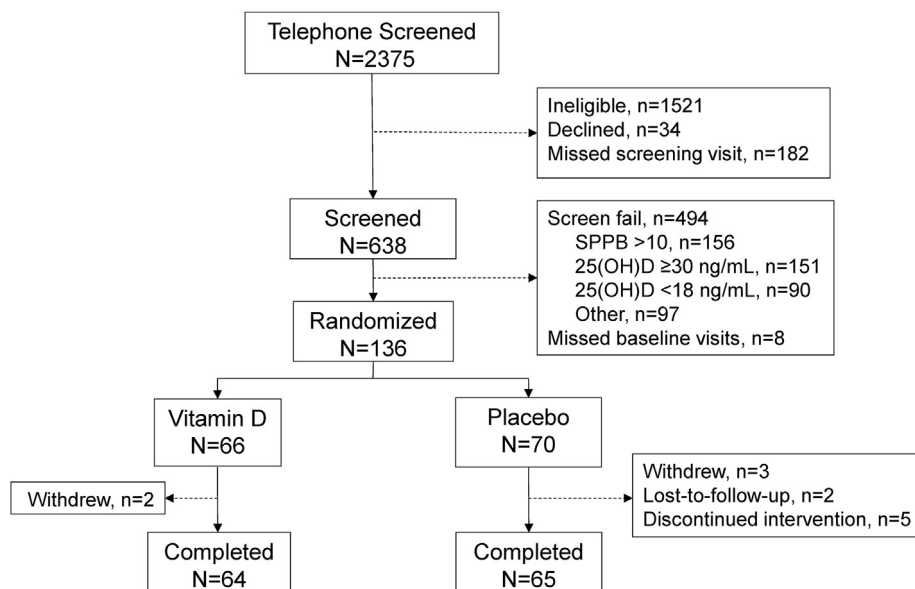 Telephone Screened
N=2375
Ineligible, n=1521
Declined, n=34
Missed screening visit, n=182
Screened
N=638
Screen fail, n=494
SPPB >10, n=156
25(OH)D ≥30 ng/mL, n=151
25(OH)D <18 ng/mL, n=90
Other, n=97
Missed baseline visits, n=8
Randomized
N=136
Vitamin D
N=66
Placebo
N=70
Withdrew, n=2
Withdrew, n=3
Lost-to-follow-up, n=2
Discontinued intervention, n=5
Completed
N=64
Completed
N=65